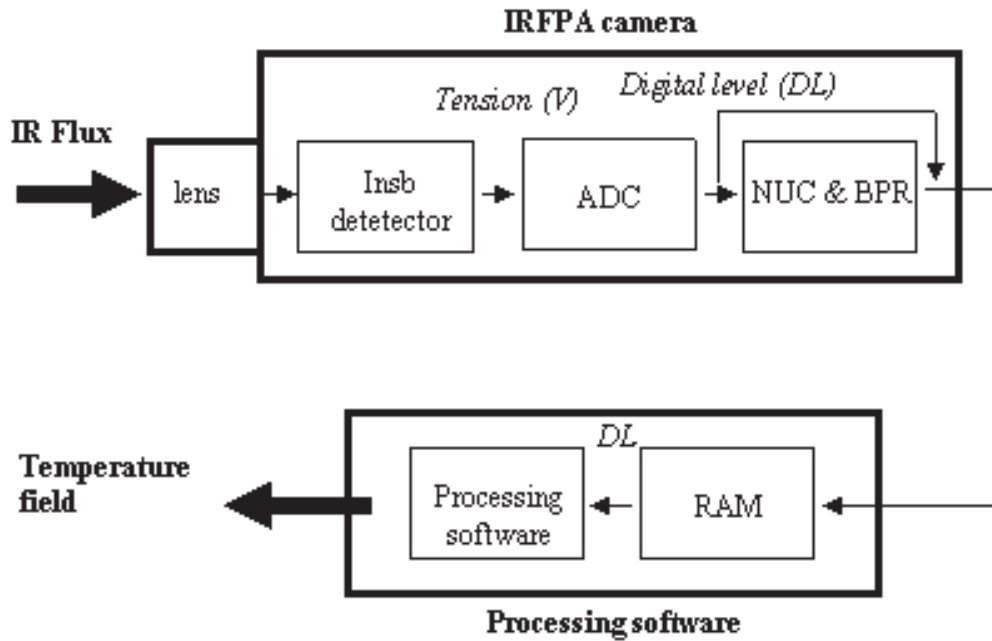 IRFPA camera
Tension (V)
Digital level (DL)
IR Flux
lens
Insb
detetector
ADC
NUC & BPR
Temperature
field
DL
Processing
software
RAM
Processing software